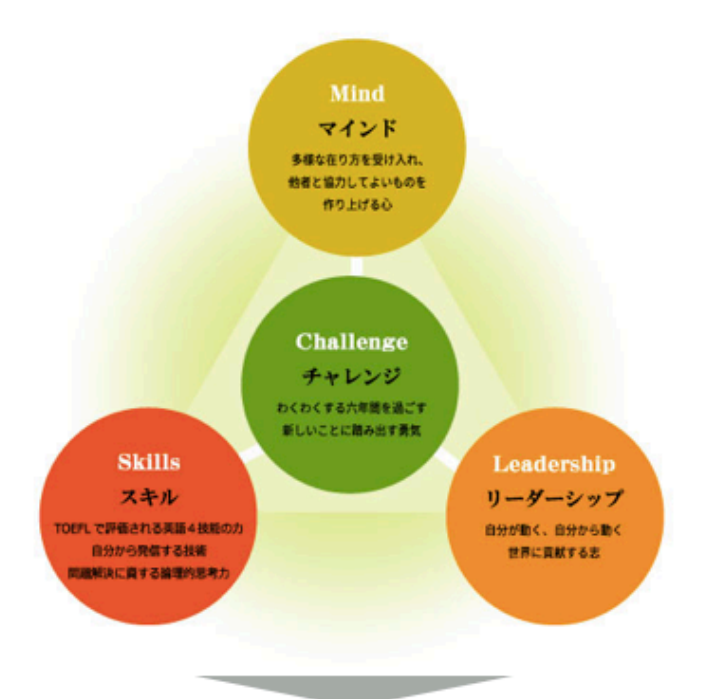 Mind
マインド
多様な在り方を受け入れ、
他者と協力してよいものを
作り上げる心
Challenge
チャレンジ
わくわくする六年間を過ごす
新しいことに踏み出す勇気
Skills
スキル
TOEFLで評価される英語4技能の力
自分から発信する技術
問題解決に資する論理的思考力
Leadership
リーダーシップ
自分が動く、自分から動く
世界に貢献する志